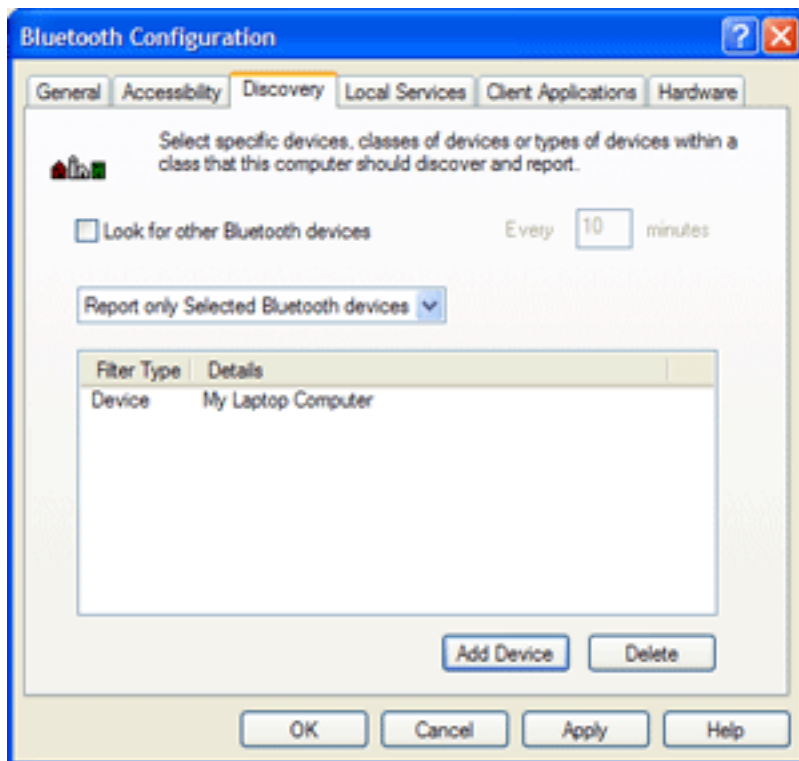 Bluetooth Configuration
General Accessibility Discovery Local Services Client Applications Hardware
Select specific devices, classes of devices or types of devices within a
class that this computer should discover and report.
Look for other Bluetooth devices Every 10 minutes
Report only Selected Bluetooth devices
Filter Type Details
Device My Laptop Computer
Add Device Delete
OK Cancel Apply Help